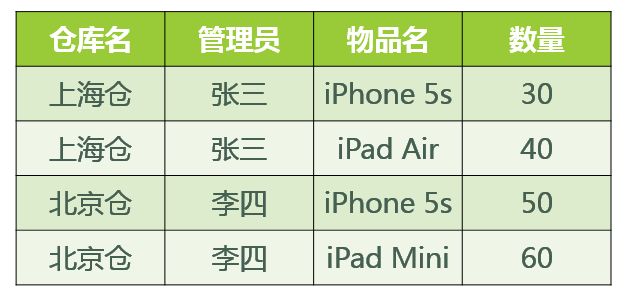 仓库名 管理员 物品名 数量
上海仓 张三 iPhone 5s 30
上海仓 张三 iPad Air 40
北京仓 李四 iPhone 5s 50
北京仓 李四 iPad Mini 60